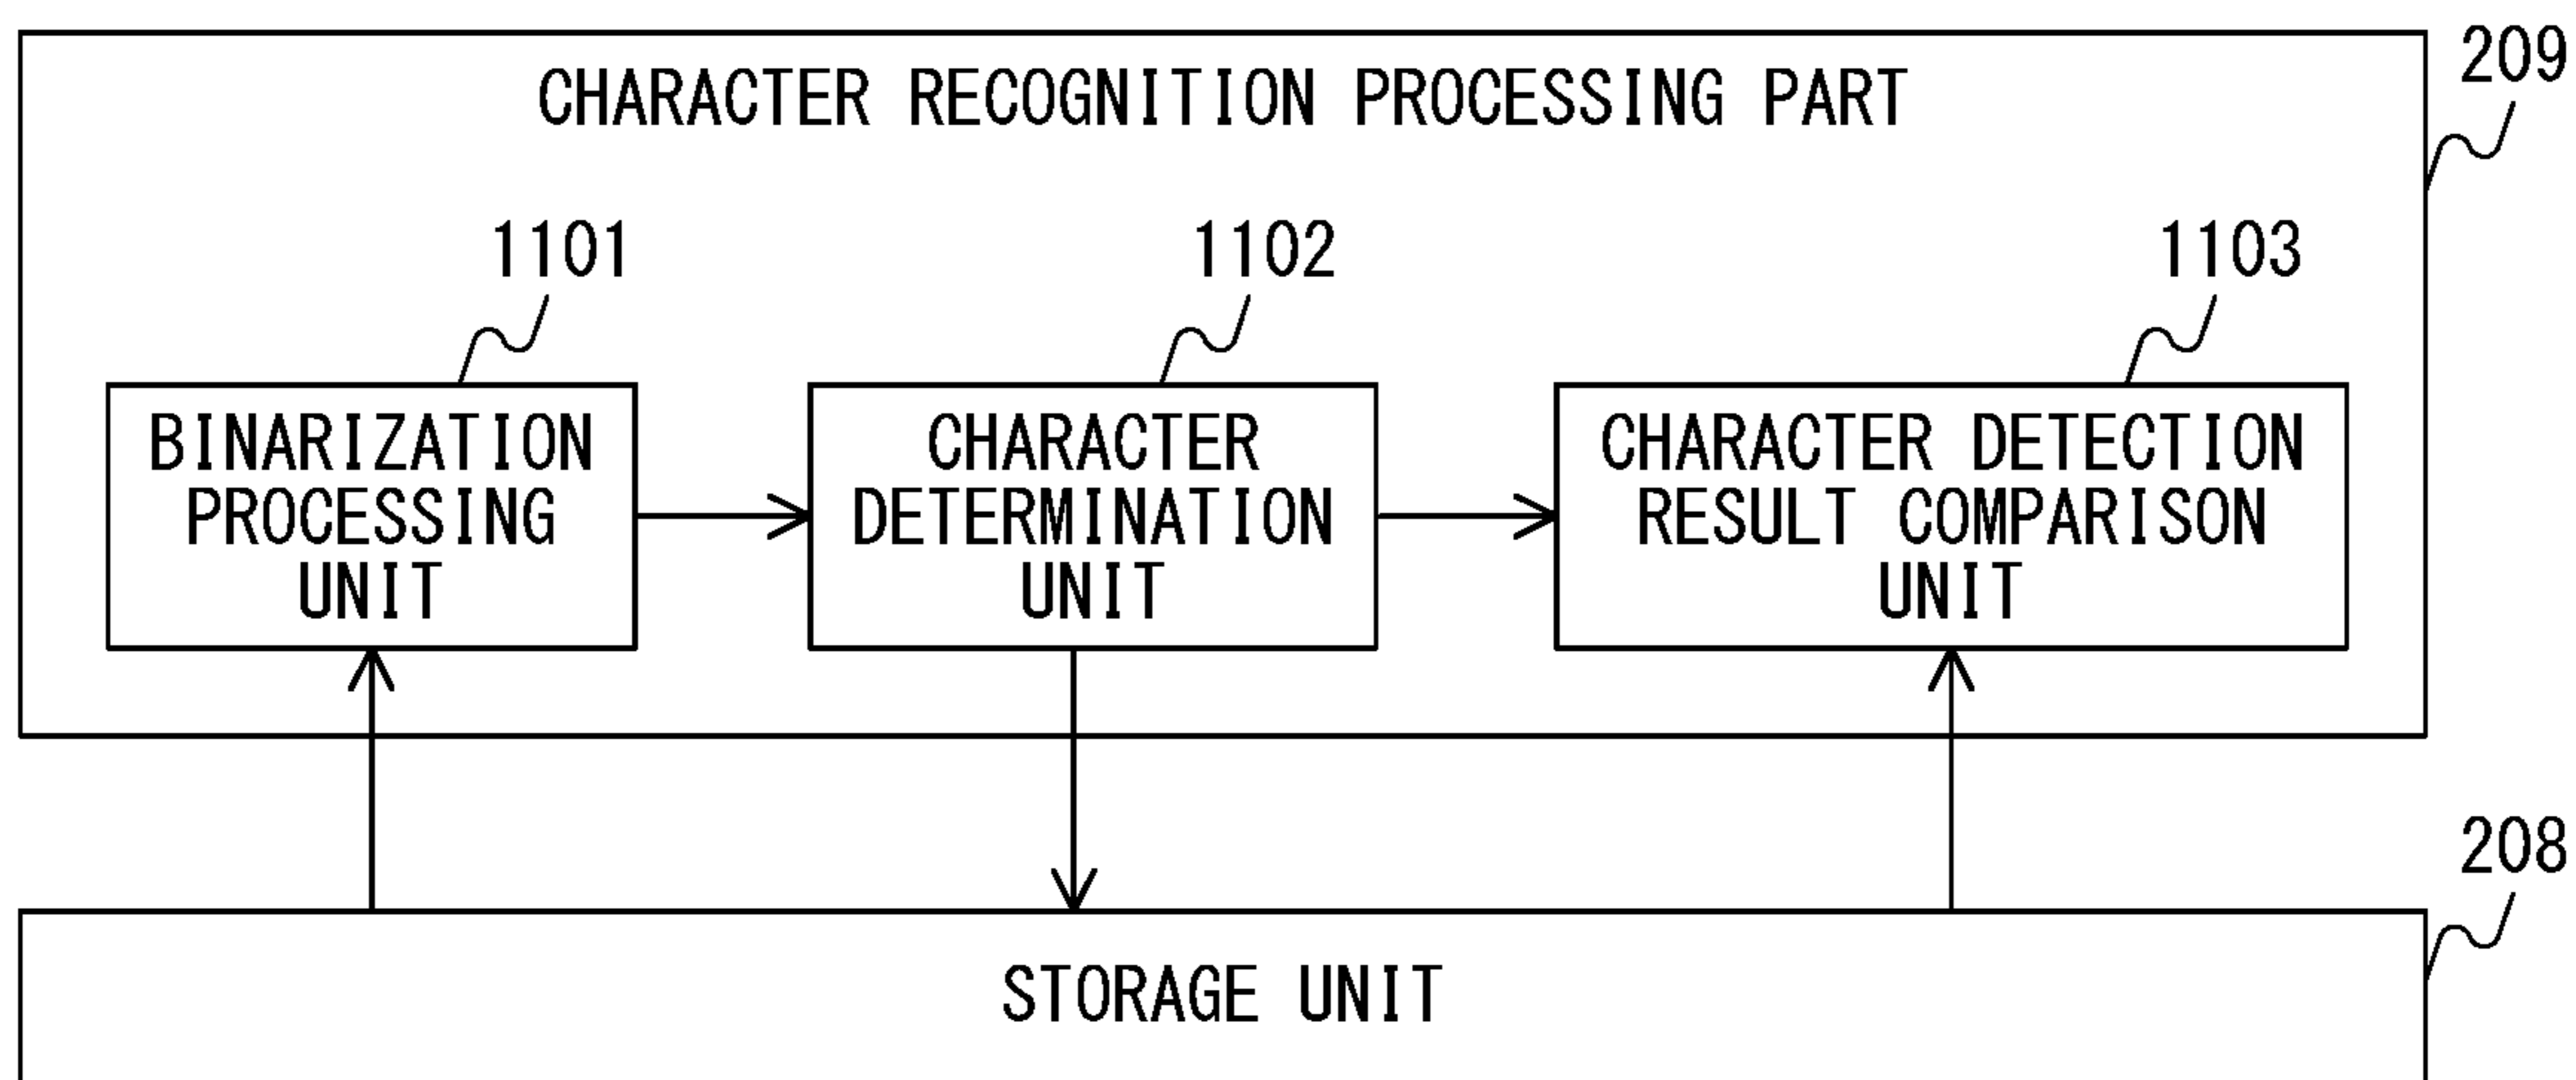 209
CHARACTER RECOGNITION PROCESSING PART
1101
1102
1103
BINARIZATION
PROCESSING
UNIT
CHARACTER
DETERMINATION
UNIT
CHARACTER DETECTION
RESULT COMPARISON
UNIT
208
STORAGE UNIT